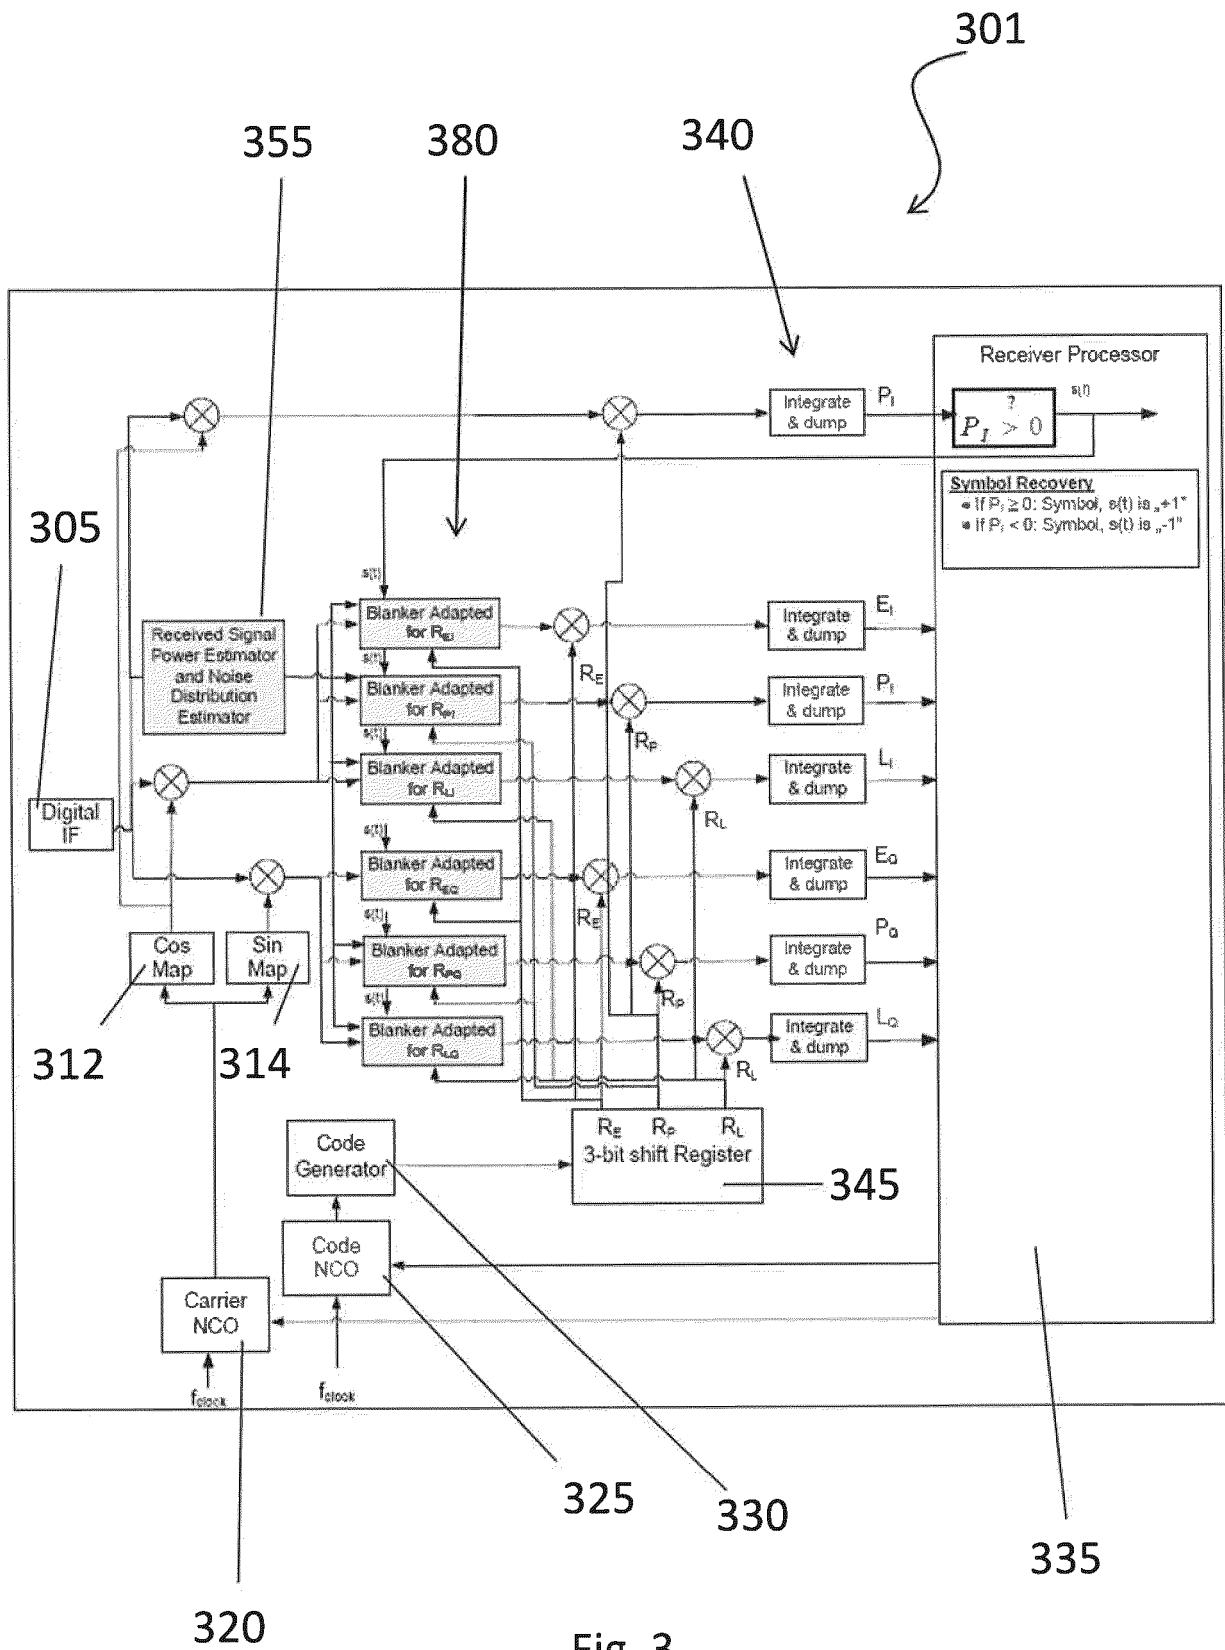 301
355
380
340
Receiver Processor
Integrate
& dump
P_I
?
P_I > 0
s(t)
Symbol Recovery
• If P_I ≥ 0: Symbol, s(t) is „+1"
• If P_I < 0: Symbol, s(t) is „-1"
305
s(t)
Blanker Adapted
for R_EI
Integrate
& dump
E_I
Received Signal
Power Estimator
and Noise
Distribution
Estimator
s(t)
R_E
Blanker Adapted
for R_PI
Integrate
& dump
P_I
s(t)
R_P
Blanker Adapted
for R_LI
Integrate
& dump
L_I
Digital
IF
R_L
s(t)
Blanker Adapted
for R_EQ
Integrate
& dump
E_Q
s(t)
R_E
Cos
Map
Sin
Map
Blanker Adapted
for R_PQ
Integrate
& dump
P_Q
s(t)
R_P
Blanker Adapted
for R_LQ
Integrate
& dump
L_Q
312
314
R_L
R_E R_P R_L
3-bit shift Register
Code
Generator
345
Code
NCO
Carrier
NCO
f_clock
f_clock
325
330
335
320
Fig. 3